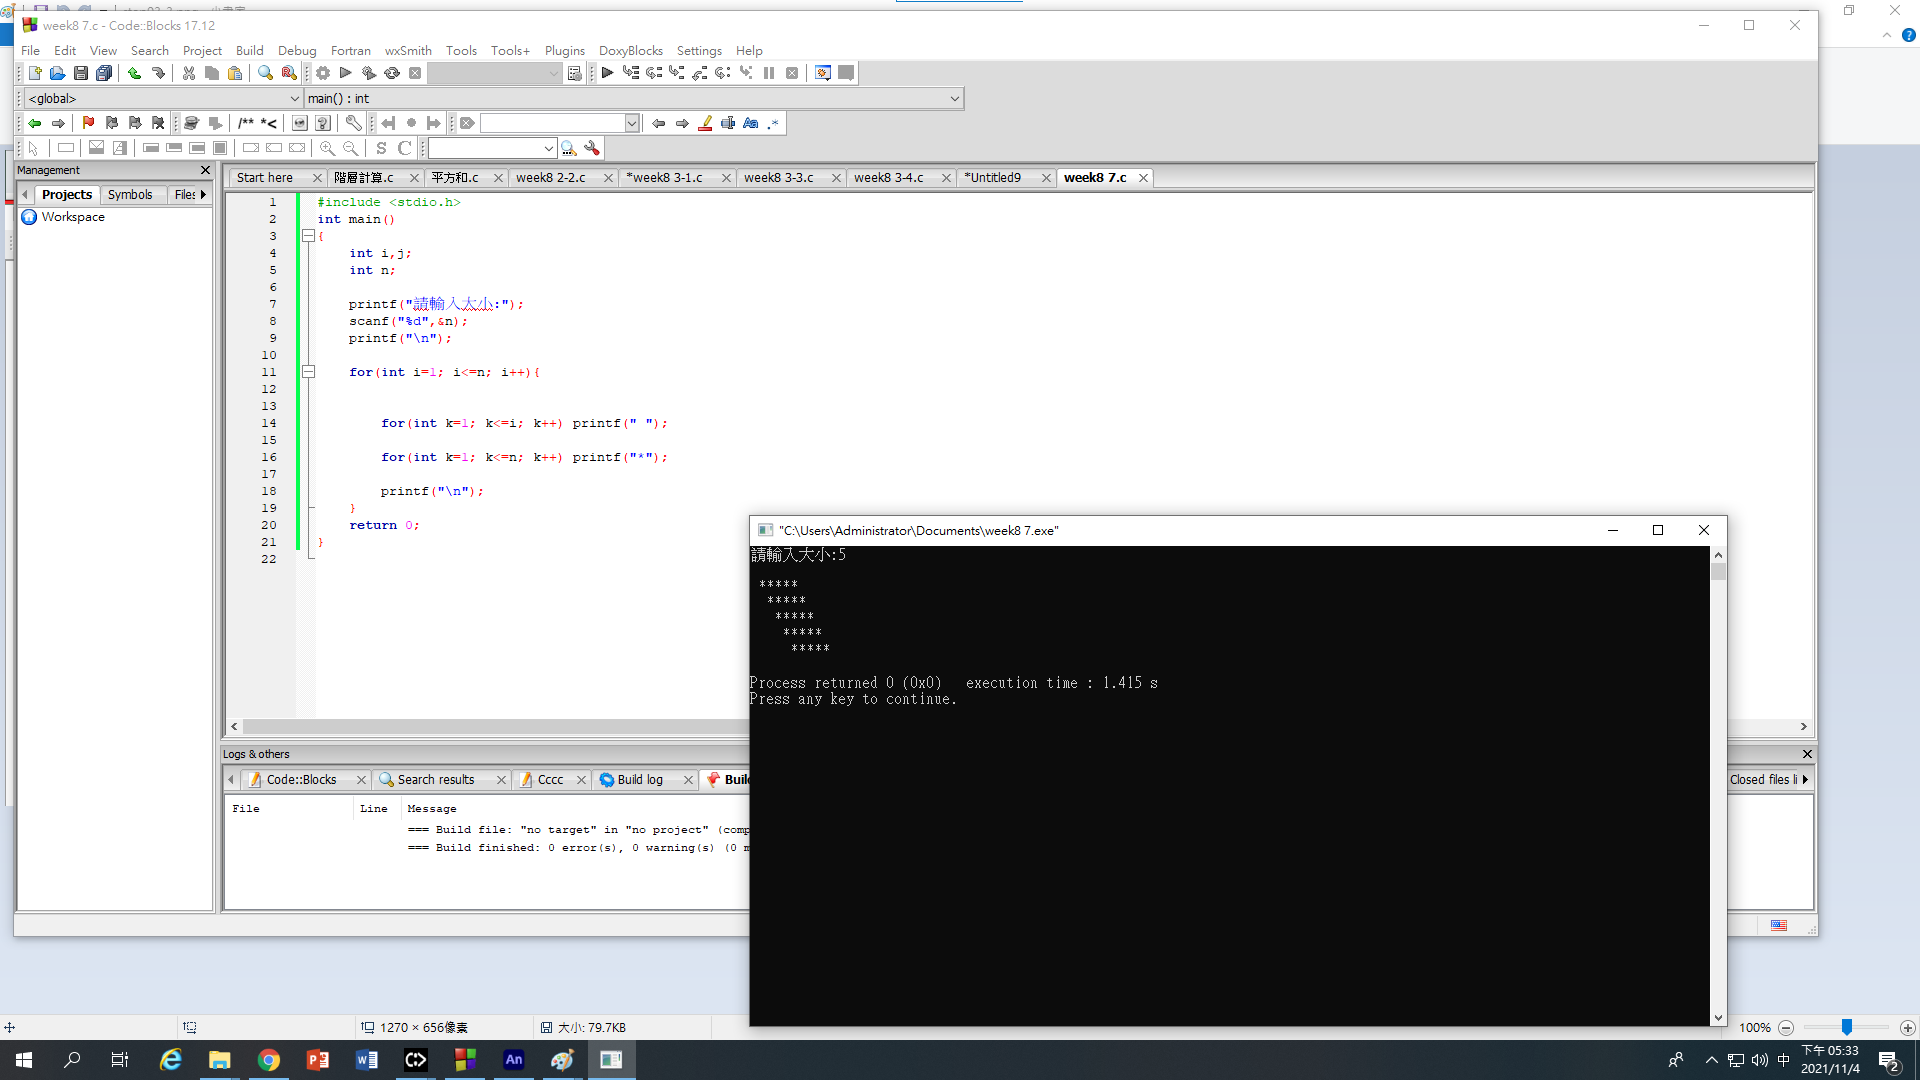 week8 7.c - Code::Blocks 17.12
File Edit View Search Project Build Debug Fortran wxSmith Tools Tools+ Plugins DoxyBlocks Settings Help
<global> main() : int
/** *< Aa .*
S C
Management
Start here 階層計算.c 平方和.c week8 2-2.c *week8 3-1.c week8 3-3.c week8 3-4.c *Untitled9 week8 7.c
Projects Symbols Files
Workspace
1 #include <stdio.h>
2 int main()
3 {
4 int i,j;
5 int n;
6
7 printf("請輸入大小:");
8 scanf("%d",&n);
9 printf("\n");
10
11 for(int i=1; i<=n; i++){
12
13
14 for(int k=1; k<=i; k++) printf(" ");
15
16 for(int k=1; k<=n; k++) printf("*");
17
18 printf("\n");
19 }
20 return 0;
21 }
22
"C:\Users\Administrator\Documents\week8 7.exe"
請輸入大小:5
*****
*****
*****
*****
*****
Process returned 0 (0x0) execution time : 1.415 s
Press any key to continue.
Logs & others
Code::Blocks Search results Cccc Build log Buil Closed files li
File Line Message
=== Build file: "no target" in "no project" (comp
=== Build finished: 0 error(s), 0 warning(s) (0 m
1270 × 656像素 大小: 79.7KB 100%
An 中 下午 05:33
2021/11/4 2